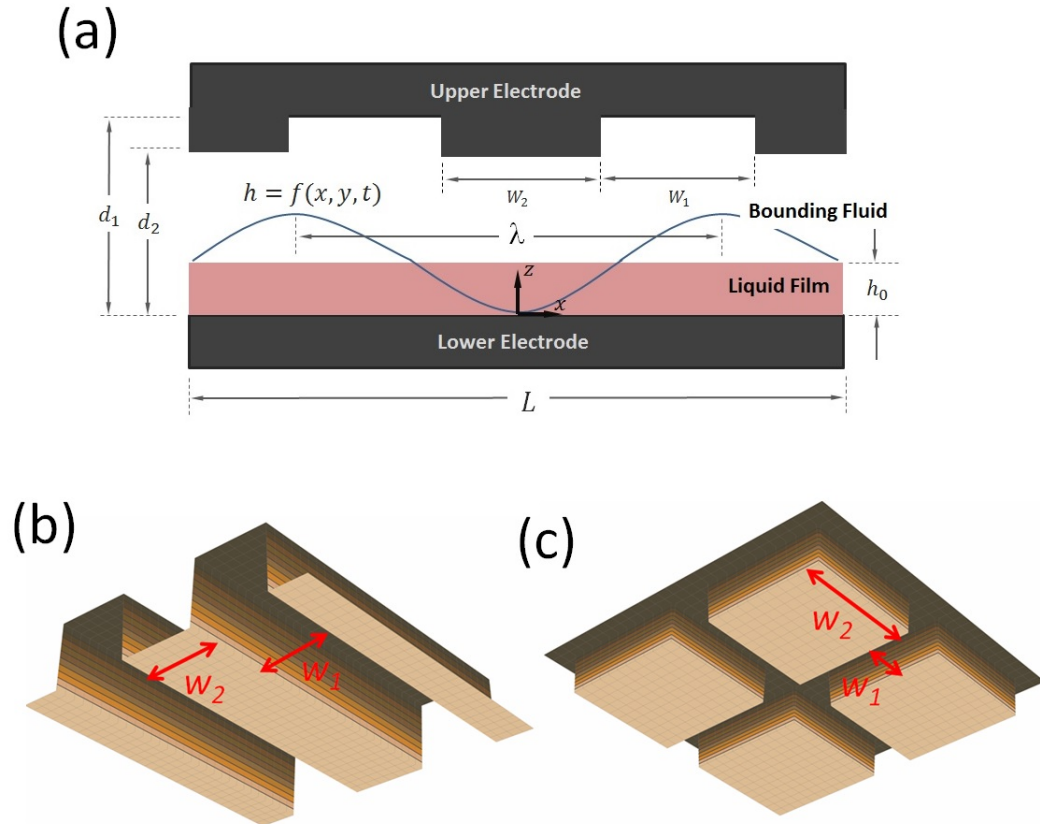 (a)
Upper Electrode
h = f(x, y, t)
W₂
W₁
Bounding Fluid
d₁
d₂
λ
z
x
Liquid Film
h₀
Lower Electrode
L
(b)
(c)
W₂
W₁
W₂
W₁